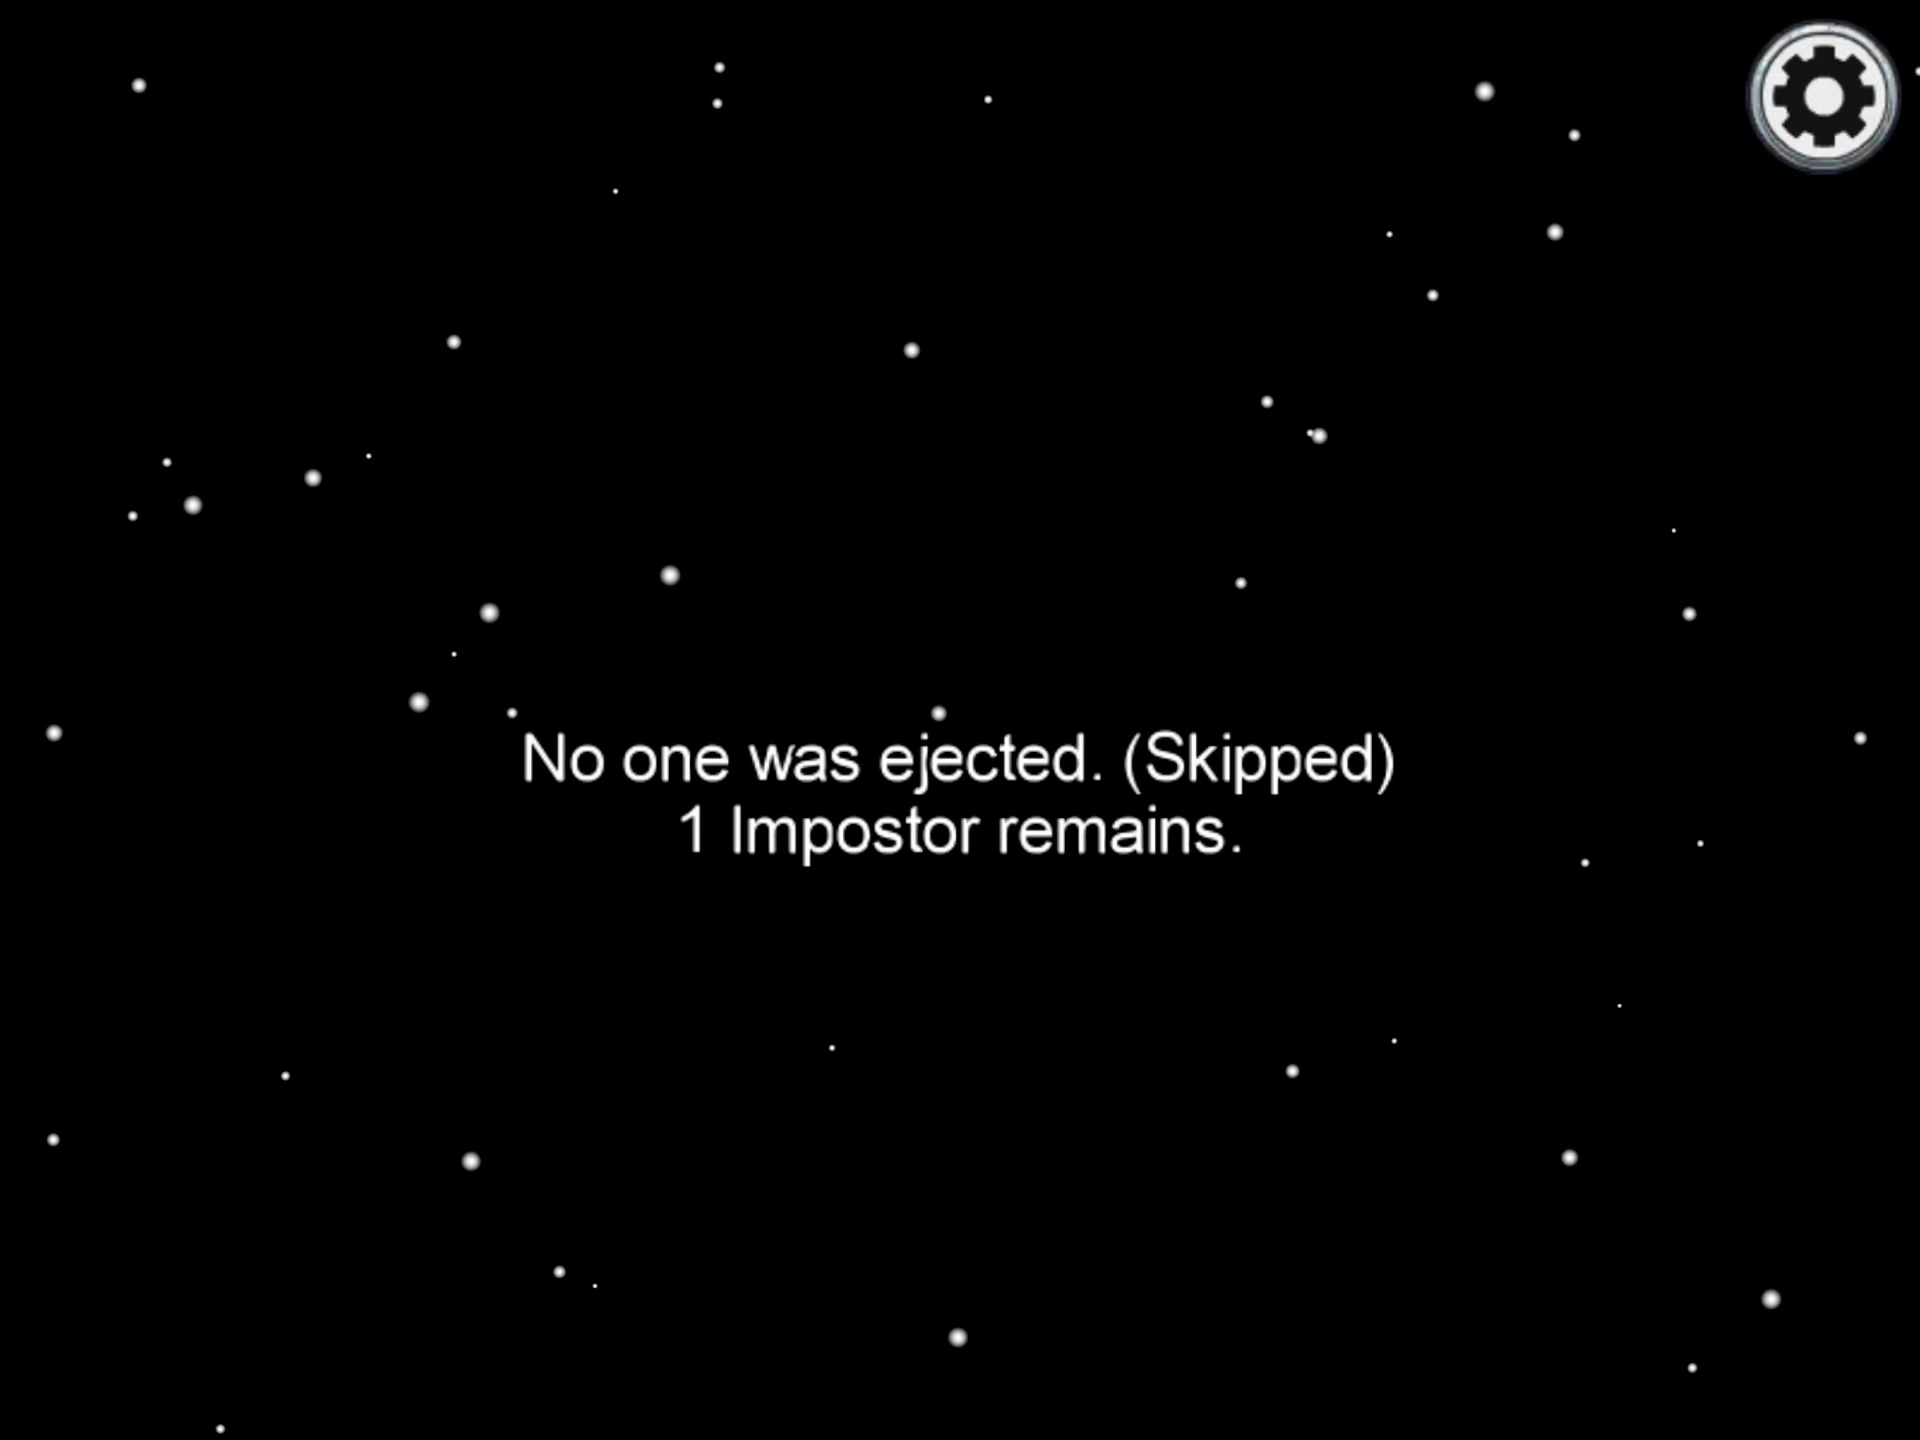 No one was ejected. (Skipped)
1 Impostor remains.